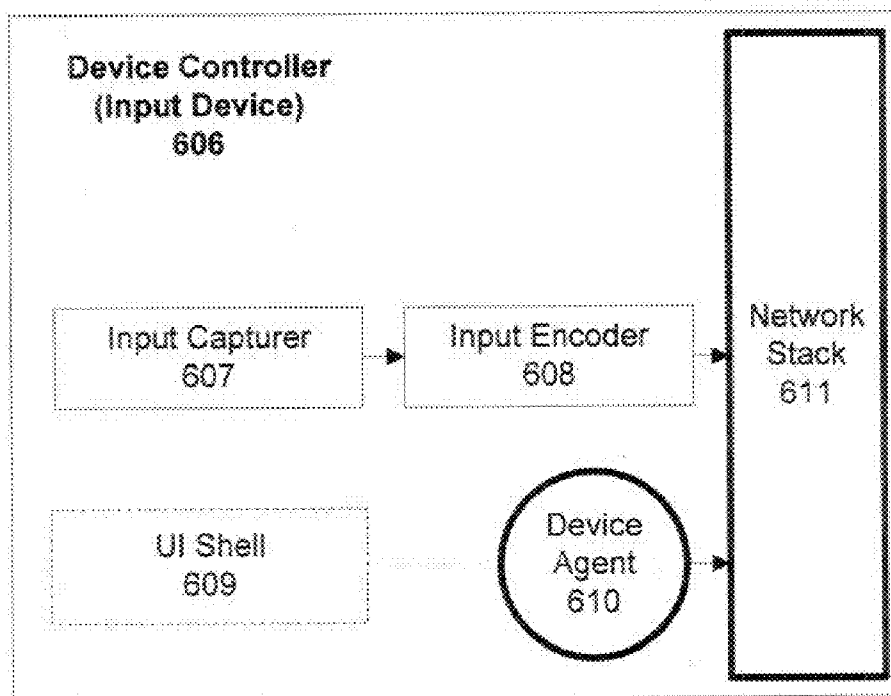 Device Controller
(Input Device)
606
Input Capturer
607
Input Encoder
608
Network
Stack
611
UI Shell
609
Device
Agent
610